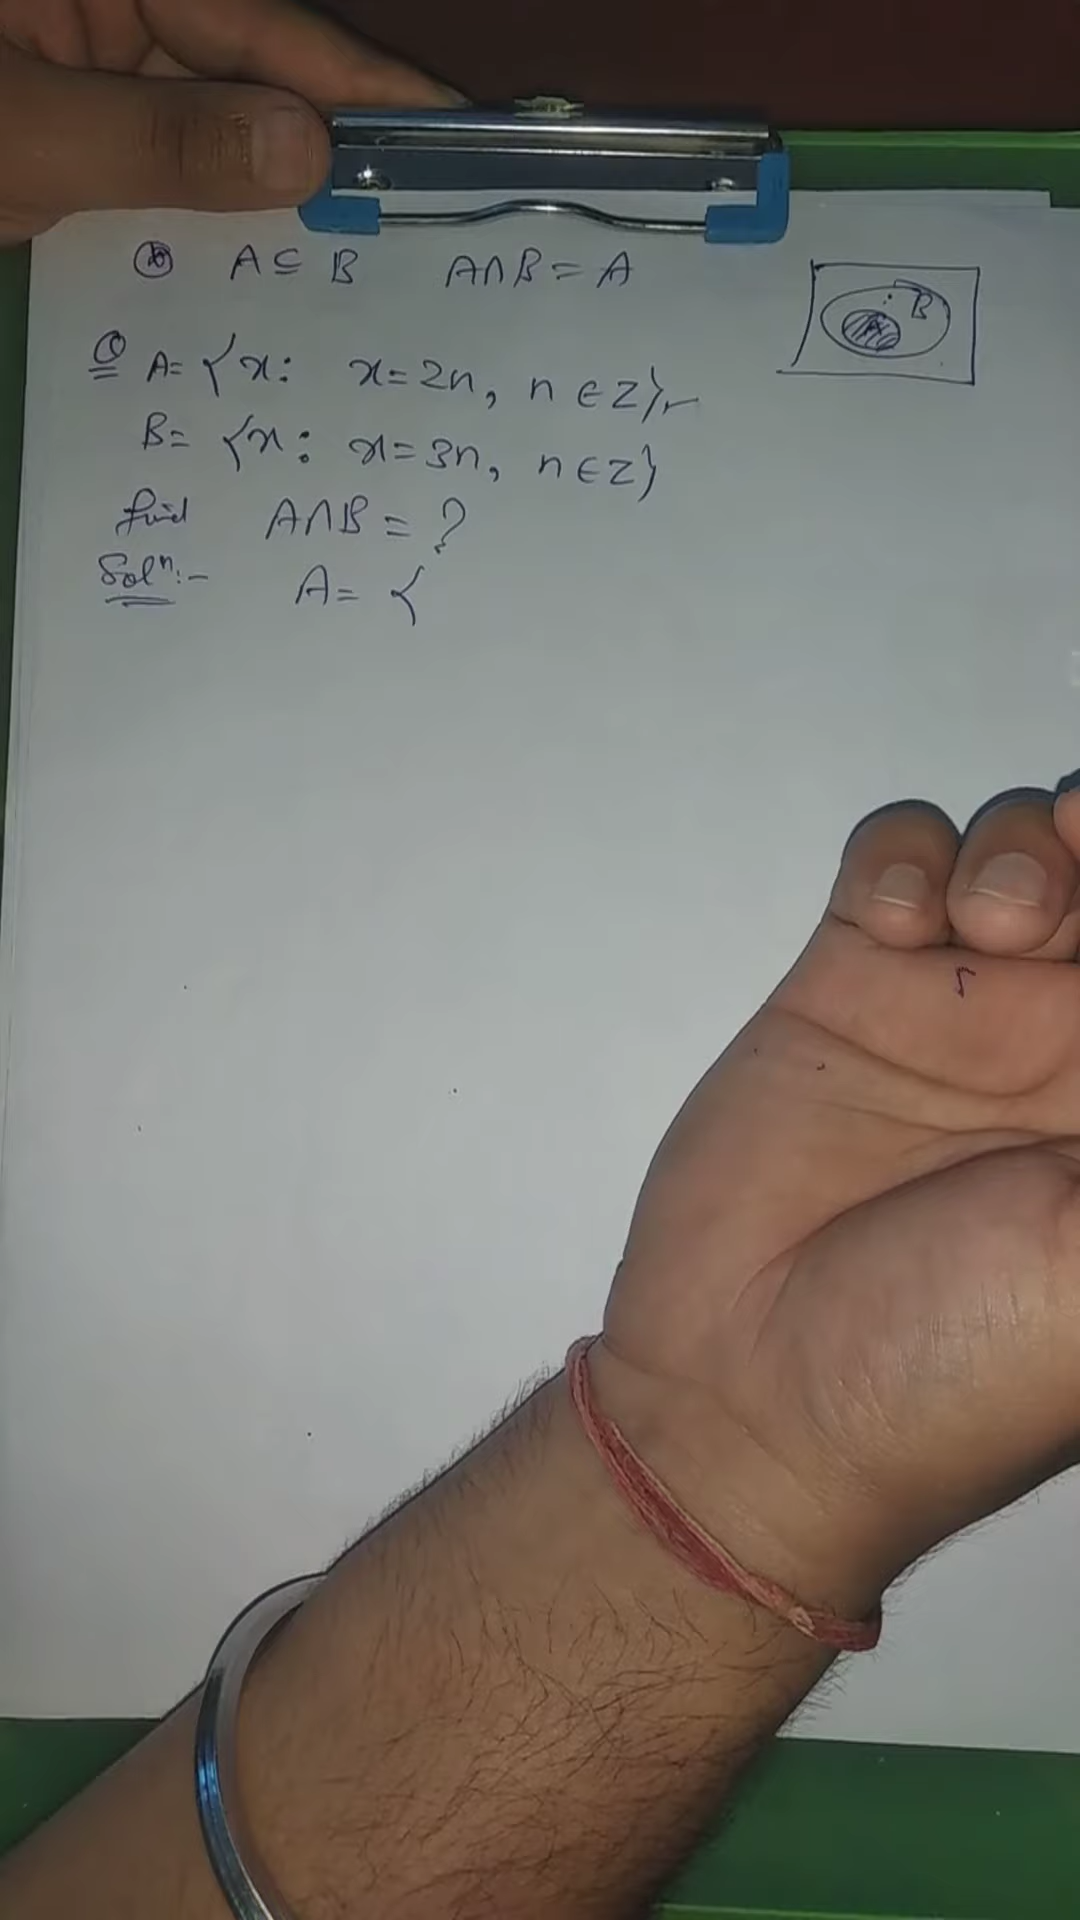 * A ⊆ B A∩B = A
B
A
Q A = {x : x = 2n, n ∈ Z}
B = {x : x = 3n, n ∈ Z}
find A∩B = ?
Solⁿ:- A = {